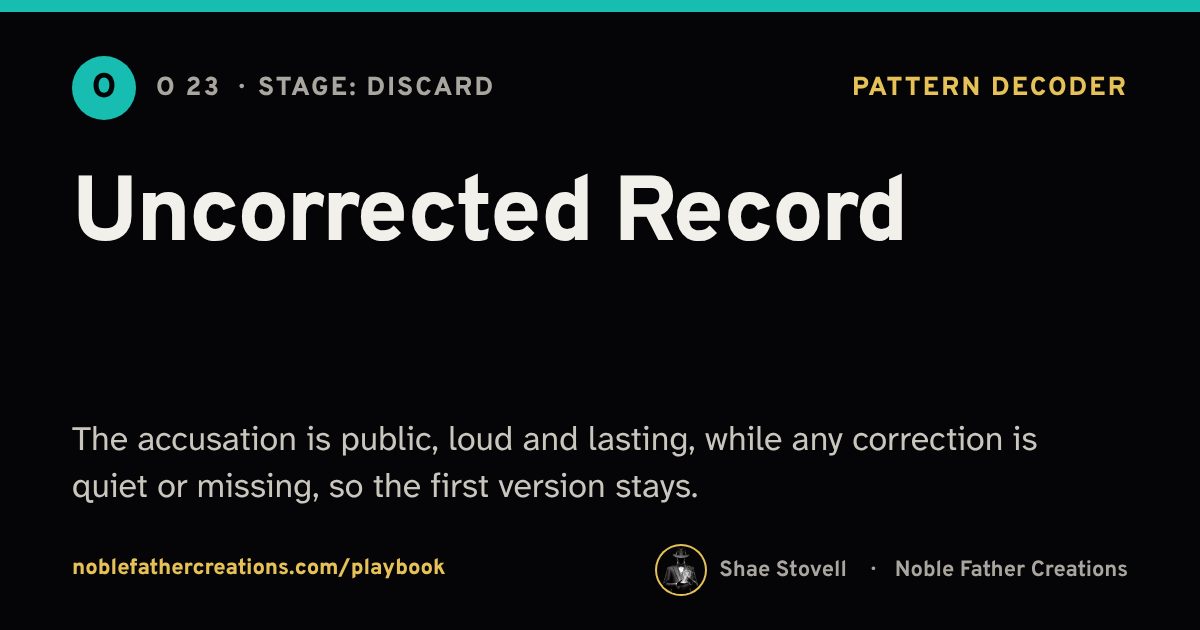 O
O 23 · STAGE: DISCARD
PATTERN DECODER
Uncorrected Record
The accusation is public, loud and lasting, while any correction is
quiet or missing, so the first version stays.
noblefathercreations.com/playbook
Shae Stovell · Noble Father Creations